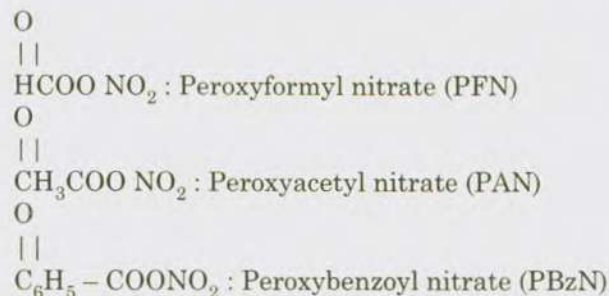 O
||
HCOO NO₂ : Peroxyformyl nitrate (PFN)
O
||
CH₃COO NO₂ : Peroxyacetyl nitrate (PAN)
O
||
C₆H₅ – COONO₂ : Peroxybenzoyl nitrate (PBzN)